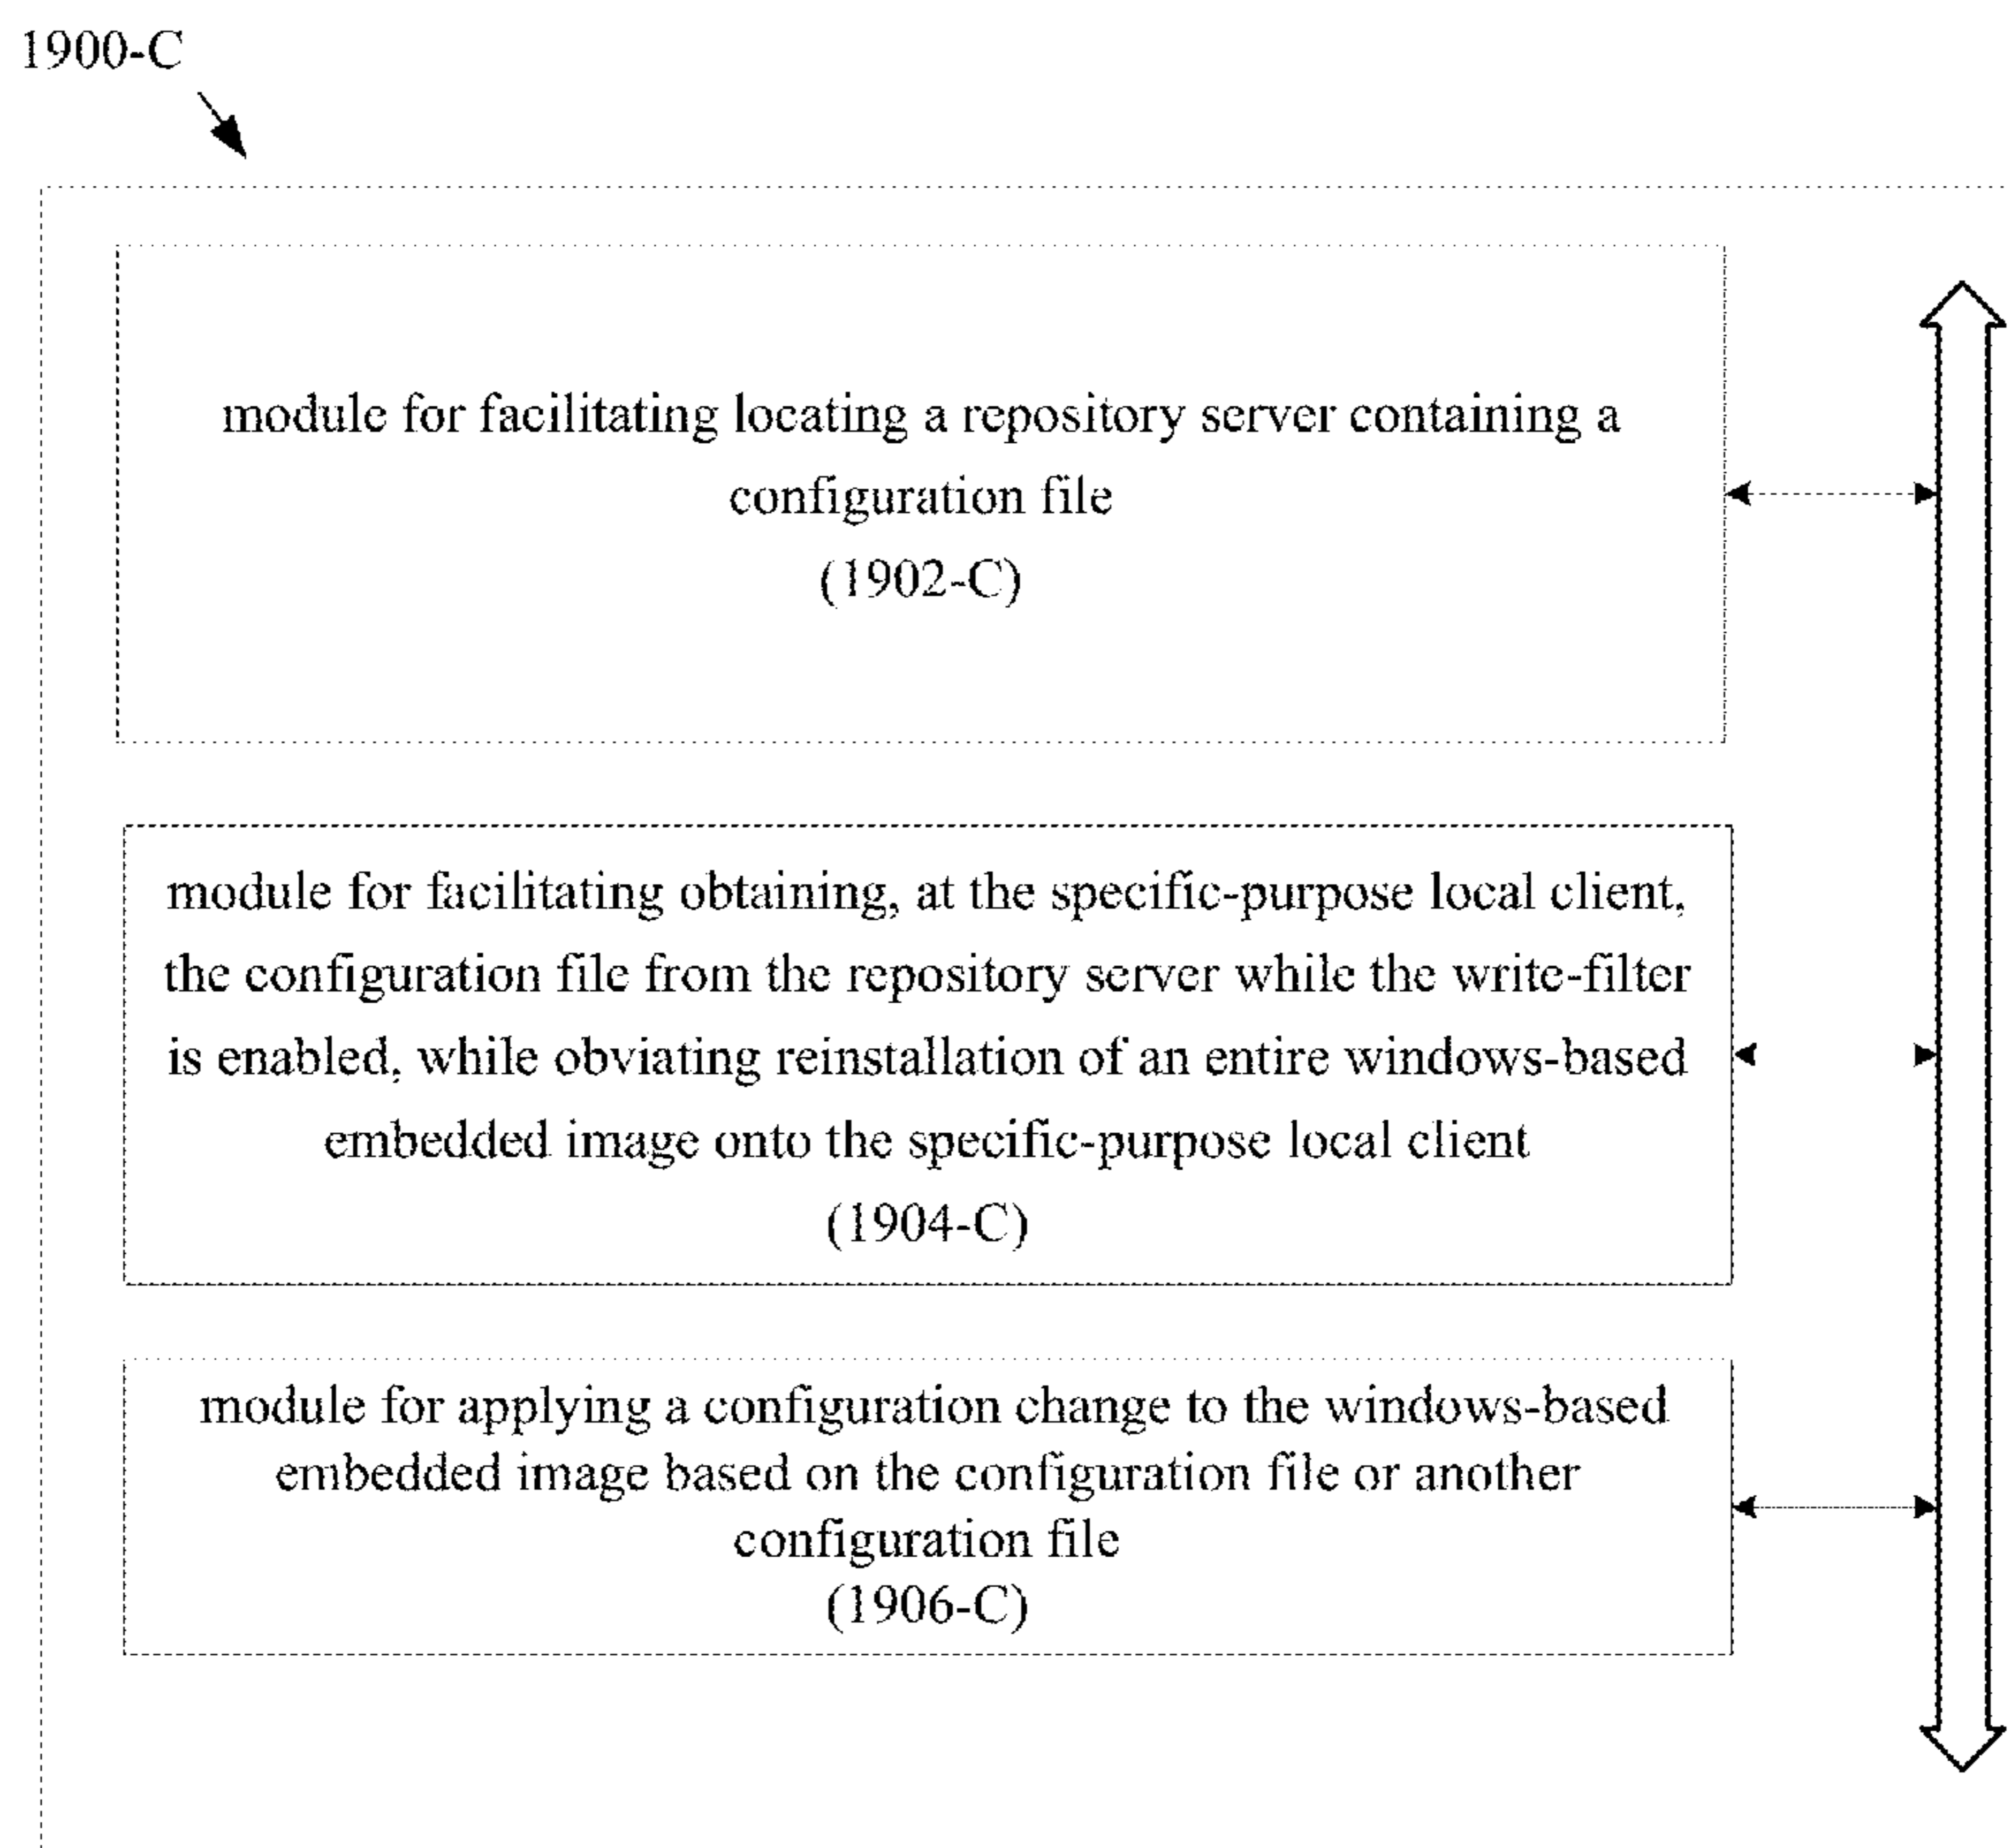 1900-C
module for facilitating locating a repository server containing a
configuration file
(1902-C)
module for facilitating obtaining, at the specific-purpose local client,
the configuration file from the repository server while the write-filter
is enabled, while obviating reinstallation of an entire windows-based
embedded image onto the specific-purpose local client
(1904-C)
module for applying a configuration change to the windows-based
embedded image based on the configuration file or another
configuration file
(1906-C)